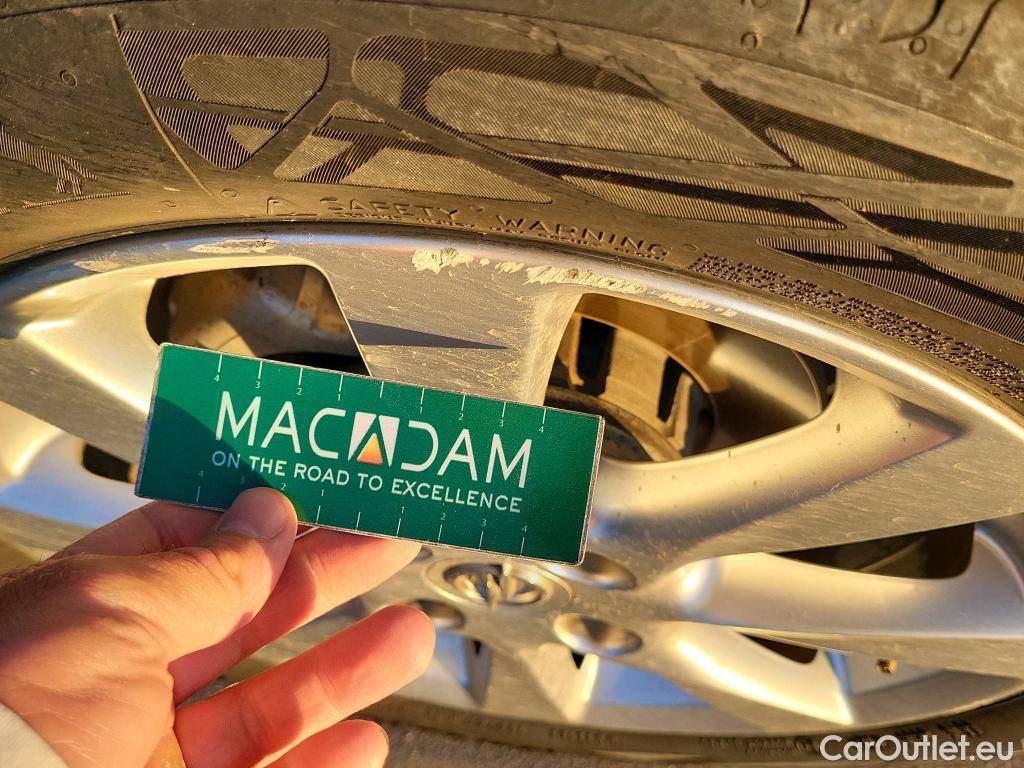 SAFETY WARNING
4 3 2 1 1 2 3 4
MACADAM
ON THE ROAD TO EXCELLENCE
4 3 2 1 1 2 3 4
CarOutlet.eu